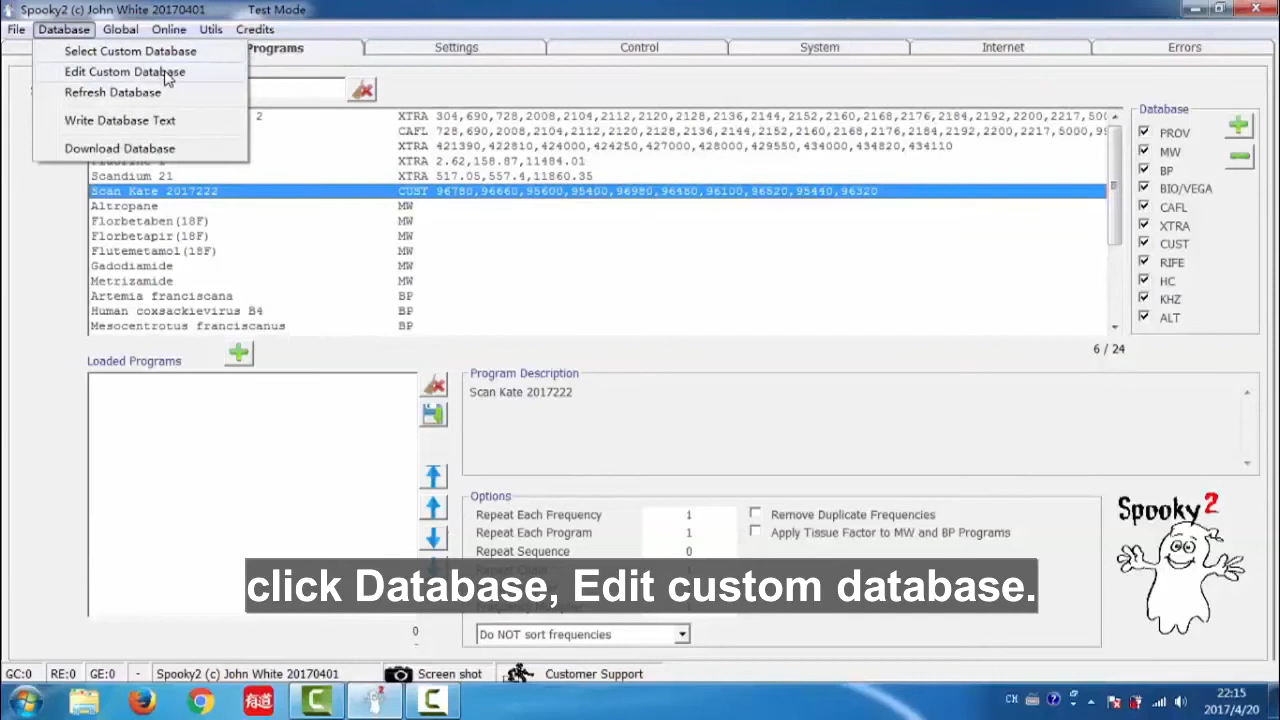 Spooky2 (c) John White 20170401 Test Mode
File Database Global Online Utils Credits
Programs Settings Control System Internet Errors
Select Custom Database
Edit Custom Database
Refresh Database
Write Database Text
Download Database
2 XTRA 304,690,728,2008,2104,2112,2120,2128,2136,2144,2152,2160,2168,2176,2184,2192,2200,2217,5000,
CAFL 728,690,2008,2104,2112,2120,2128,2136,2144,2152,2160,2168,2176,2184,2192,2200,2217,5000,99
XTRA 421390,422810,424000,424250,427000,428000,429550,434000,434820,434110
XTRA 2.62,158.87,11484.01
Scandium 21 XTRA 517.05,557.4,11860.35
Scan Kate 2017222 CUST 96780,96660,95600,95400,96980,96480,96100,96520,95440,96320
Altropane MW
Florbetaben(18F) MW
Florbetapir(18F) MW
Flutemetamol(18F) MW
Gadodiamide MW
Metrizamide MW
Artemia franciscana BP
Human coxsackievirus B4 BP
Mesocentrotus franciscanus BP
Database
PROV
MW
BP
BIO/VEGA
CAFL
XTRA
CUST
RIFE
HC
KHZ
ALT
6 / 24
Loaded Programs
Program Description
Scan Kate 2017222
Options
Repeat Each Frequency 1
Repeat Each Program 1
Repeat Sequence 0
Remove Duplicate Frequencies
Apply Tissue Factor to MW and BP Programs
Spooky2
click Database, Edit custom database.
Do NOT sort frequencies
0
-
GC:0 RE:0 GE:0 - Spooky2 (c) John White 20170401 Screen shot Customer Support
有道
CH
22:15
2017/4/20